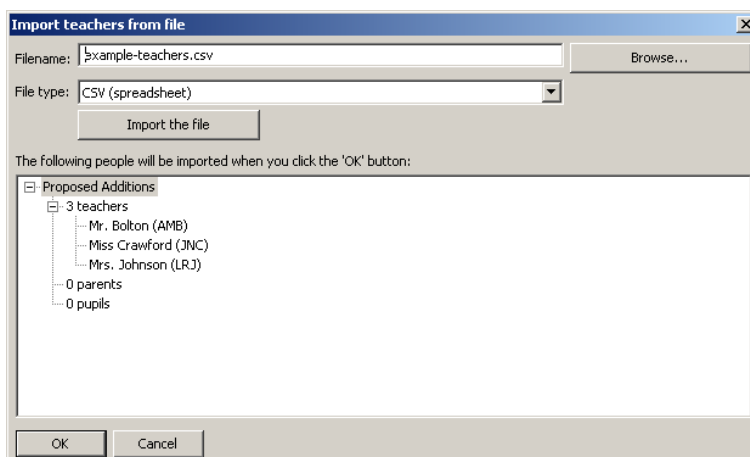 Import teachers from file
Filename: example-teachers.csv Browse...
File type: CSV (spreadsheet)
Import the file
The following people will be imported when you click the 'OK' button:
Proposed Additions
3 teachers
Mr. Bolton (AMB)
Miss Crawford (JNC)
Mrs. Johnson (LRJ)
0 parents
0 pupils
OK Cancel